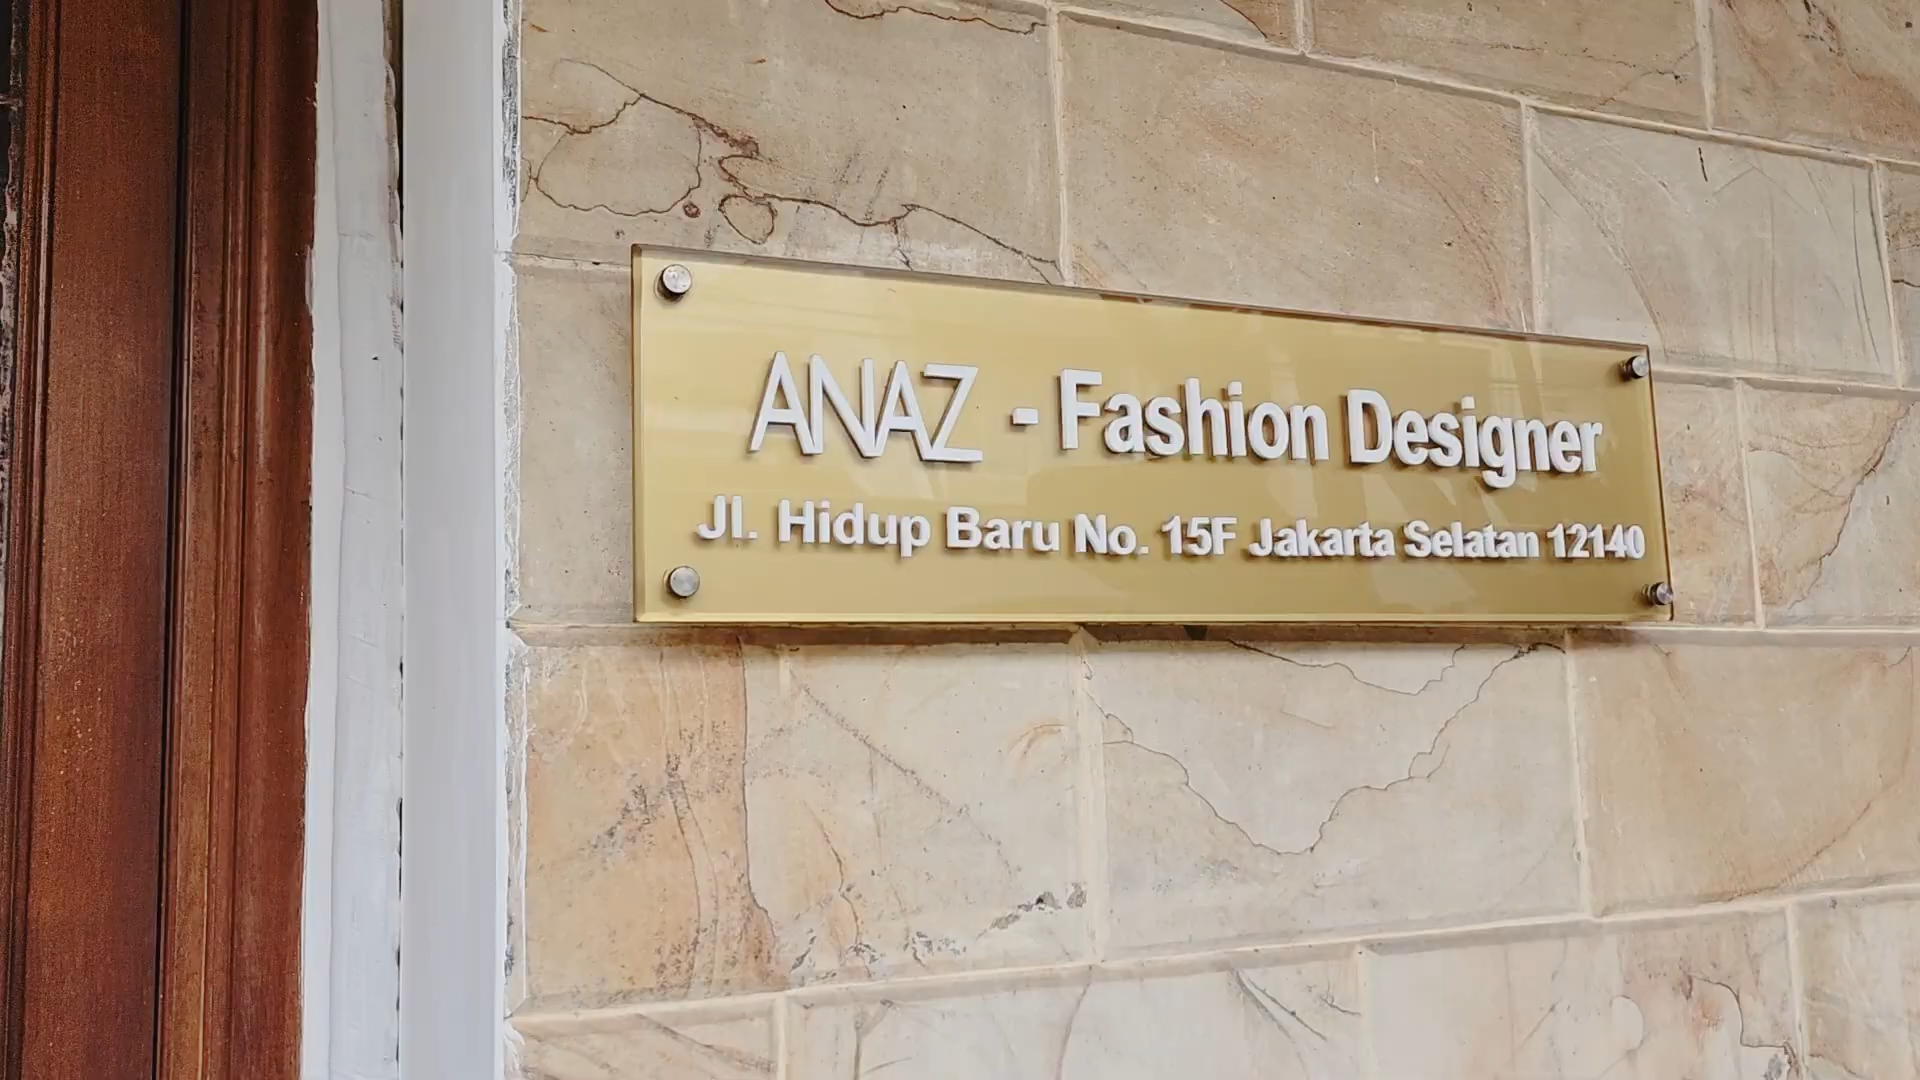 ANAZ - Fashion Designer
Jl. Hidup Baru No. 15F Jakarta Selatan 12140